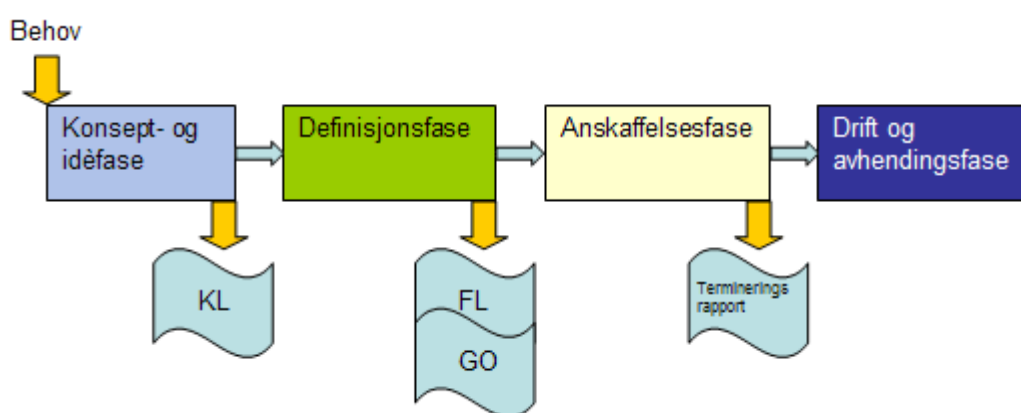 Behov
Konsept- og
idèfase
Definisjonsfase
Anskaffelsesfase
Drift og
avhendingsfase
KL
FL
GO
Terminerings
rapport